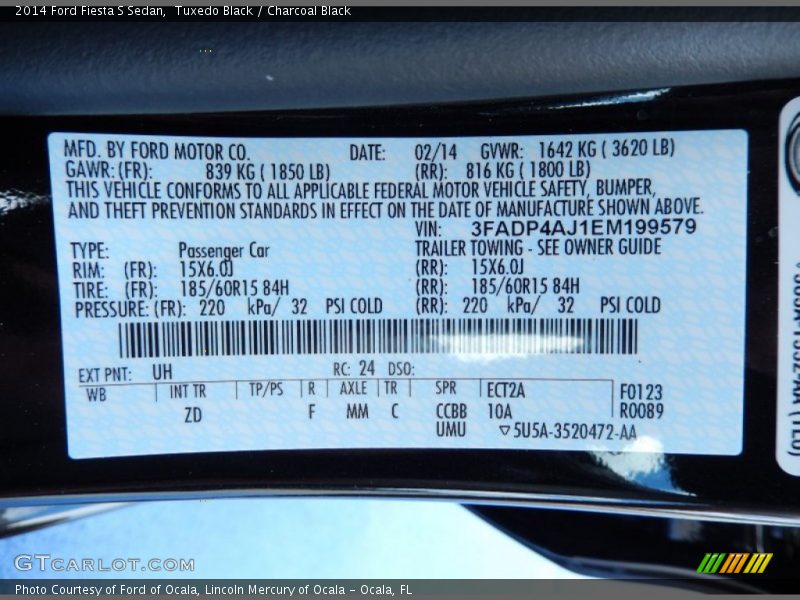 2014 Ford Fiesta S Sedan, Tuxedo Black / Charcoal Black
MFD. BY FORD MOTOR CO. DATE: 02/14 GVWR: 1642 KG ( 3620 LB)
GAWR: (FR): 839 KG ( 1850 LB) (RR): 816 KG ( 1800 LB)
THIS VEHICLE CONFORMS TO ALL APPLICABLE FEDERAL MOTOR VEHICLE SAFETY, BUMPER,
AND THEFT PREVENTION STANDARDS IN EFFECT ON THE DATE OF MANUFACTURE SHOWN ABOVE.
VIN: 3FADP4AJ1EM199579
TYPE: Passenger Car TRAILER TOWING - SEE OWNER GUIDE
RIM: (FR): 15X6.0J (RR): 15X6.0J
TIRE: (FR): 185/60R15 84H (RR): 185/60R15 84H
PRESSURE: (FR): 220 kPa/ 32 PSI COLD (RR): 220 kPa/ 32 PSI COLD
EXT PNT: UH RC: 24 DSO:
WB INT TR TP/PS R AXLE TR SPR ECT2A F0123
ZD F MM C CCBB 10A R0089
UMU ▽5U5A-3520472-AA
GTCARLOT.COM
Photo Courtesy of Ford of Ocala, Lincoln Mercury of Ocala - Ocala, FL